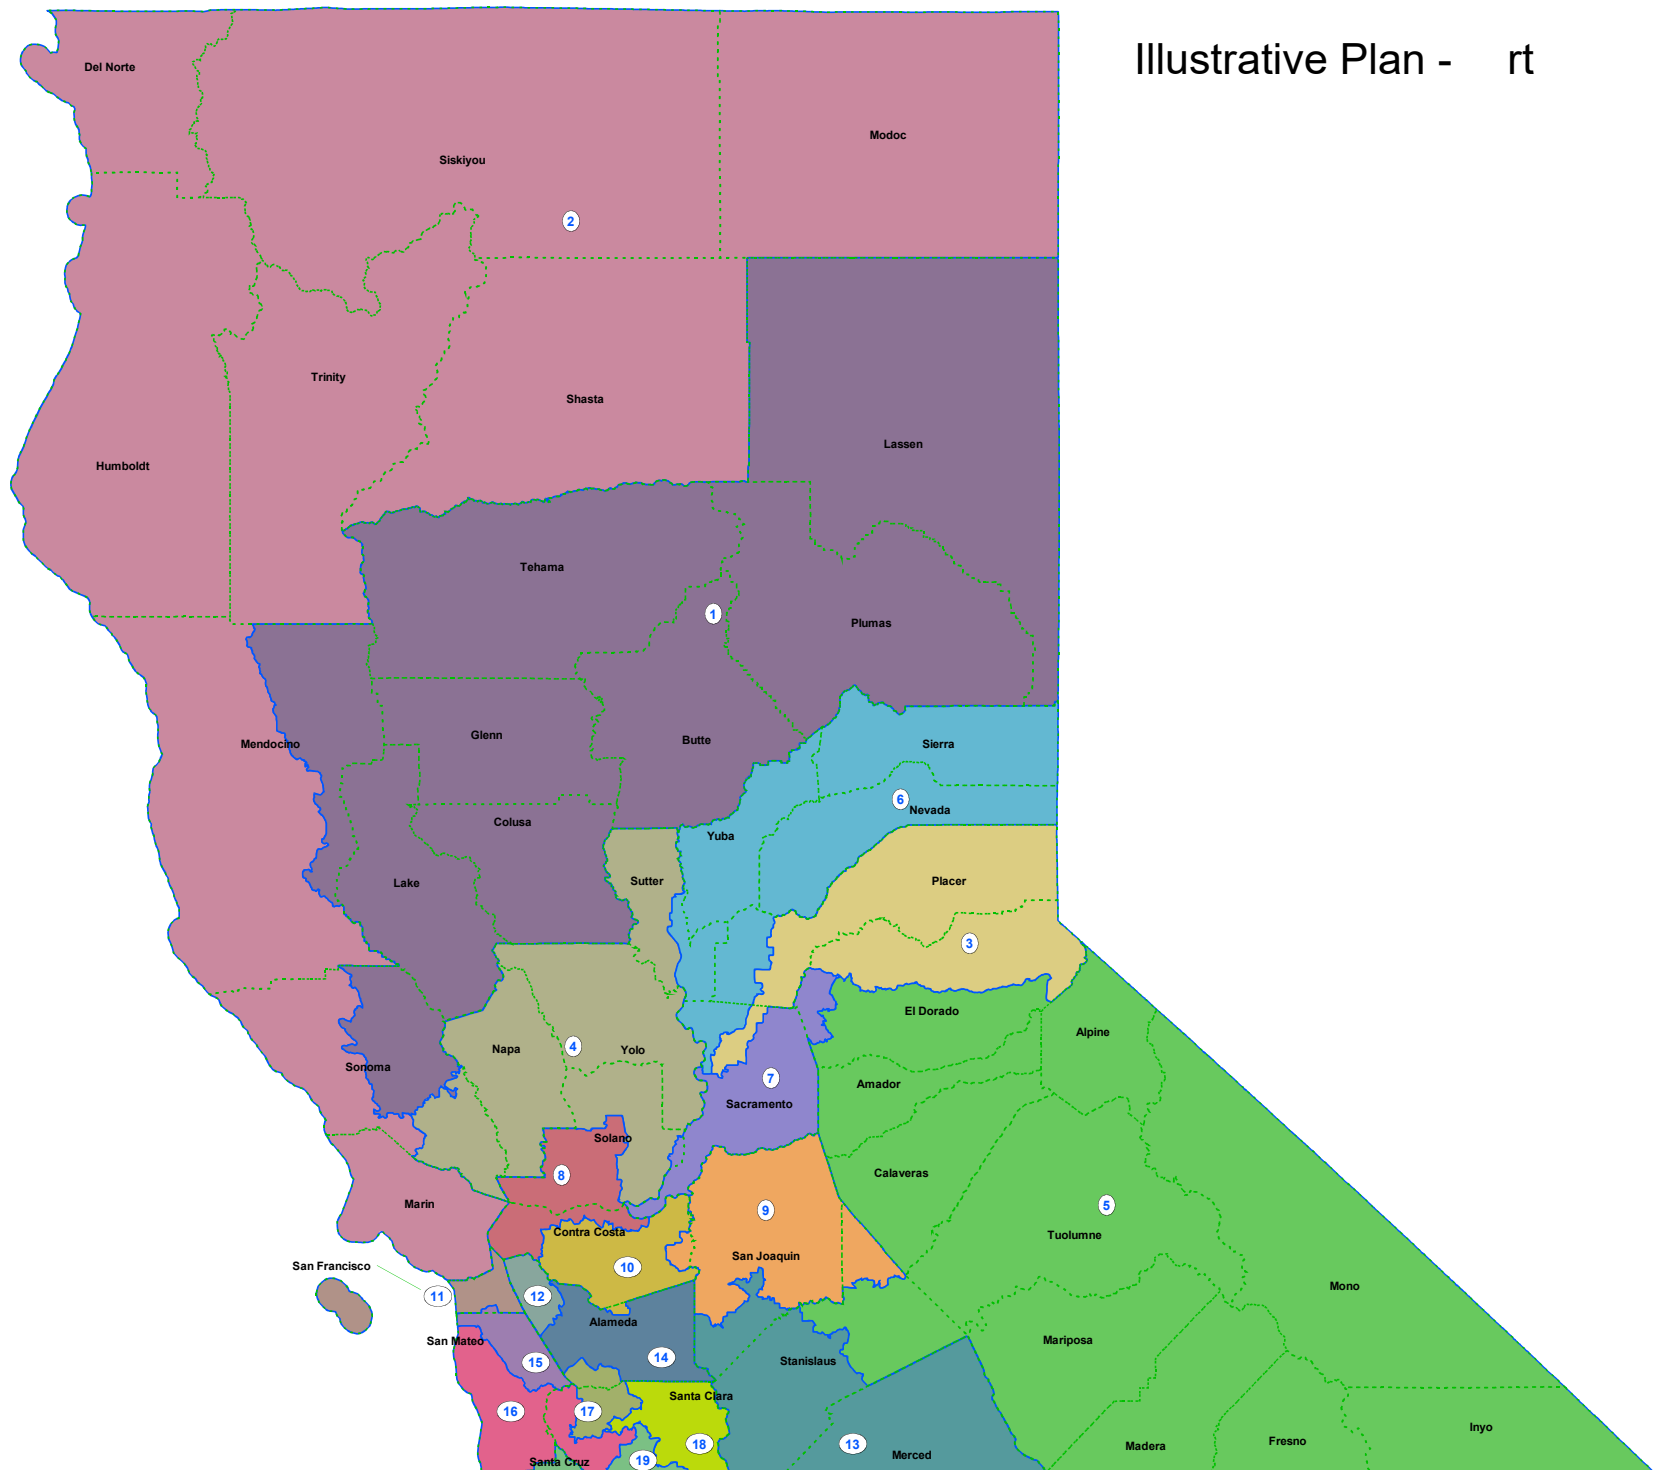 Illustrative Plan - rt
Del Norte
Modoc
Siskiyou
2
Trinity
Shasta
Lassen
Humboldt
Tehama
1
Plumas
Mendocino
Glenn
Butte
Sierra
6
Nevada
Colusa
Yuba
Lake
Sutter
Placer
3
El Dorado
Alpine
Napa
4
Yolo
Sonoma
7
Amador
Sacramento
Solano
8
Calaveras
Marin
9
5
Contra Costa
Tuolumne
San Joaquin
San Francisco
10
Mono
11
12
Alameda
San Mateo
Mariposa
15
14
Stanislaus
Santa Clara
16
17
Inyo
18
13
Madera
Fresno
Merced
Santa Cruz
19